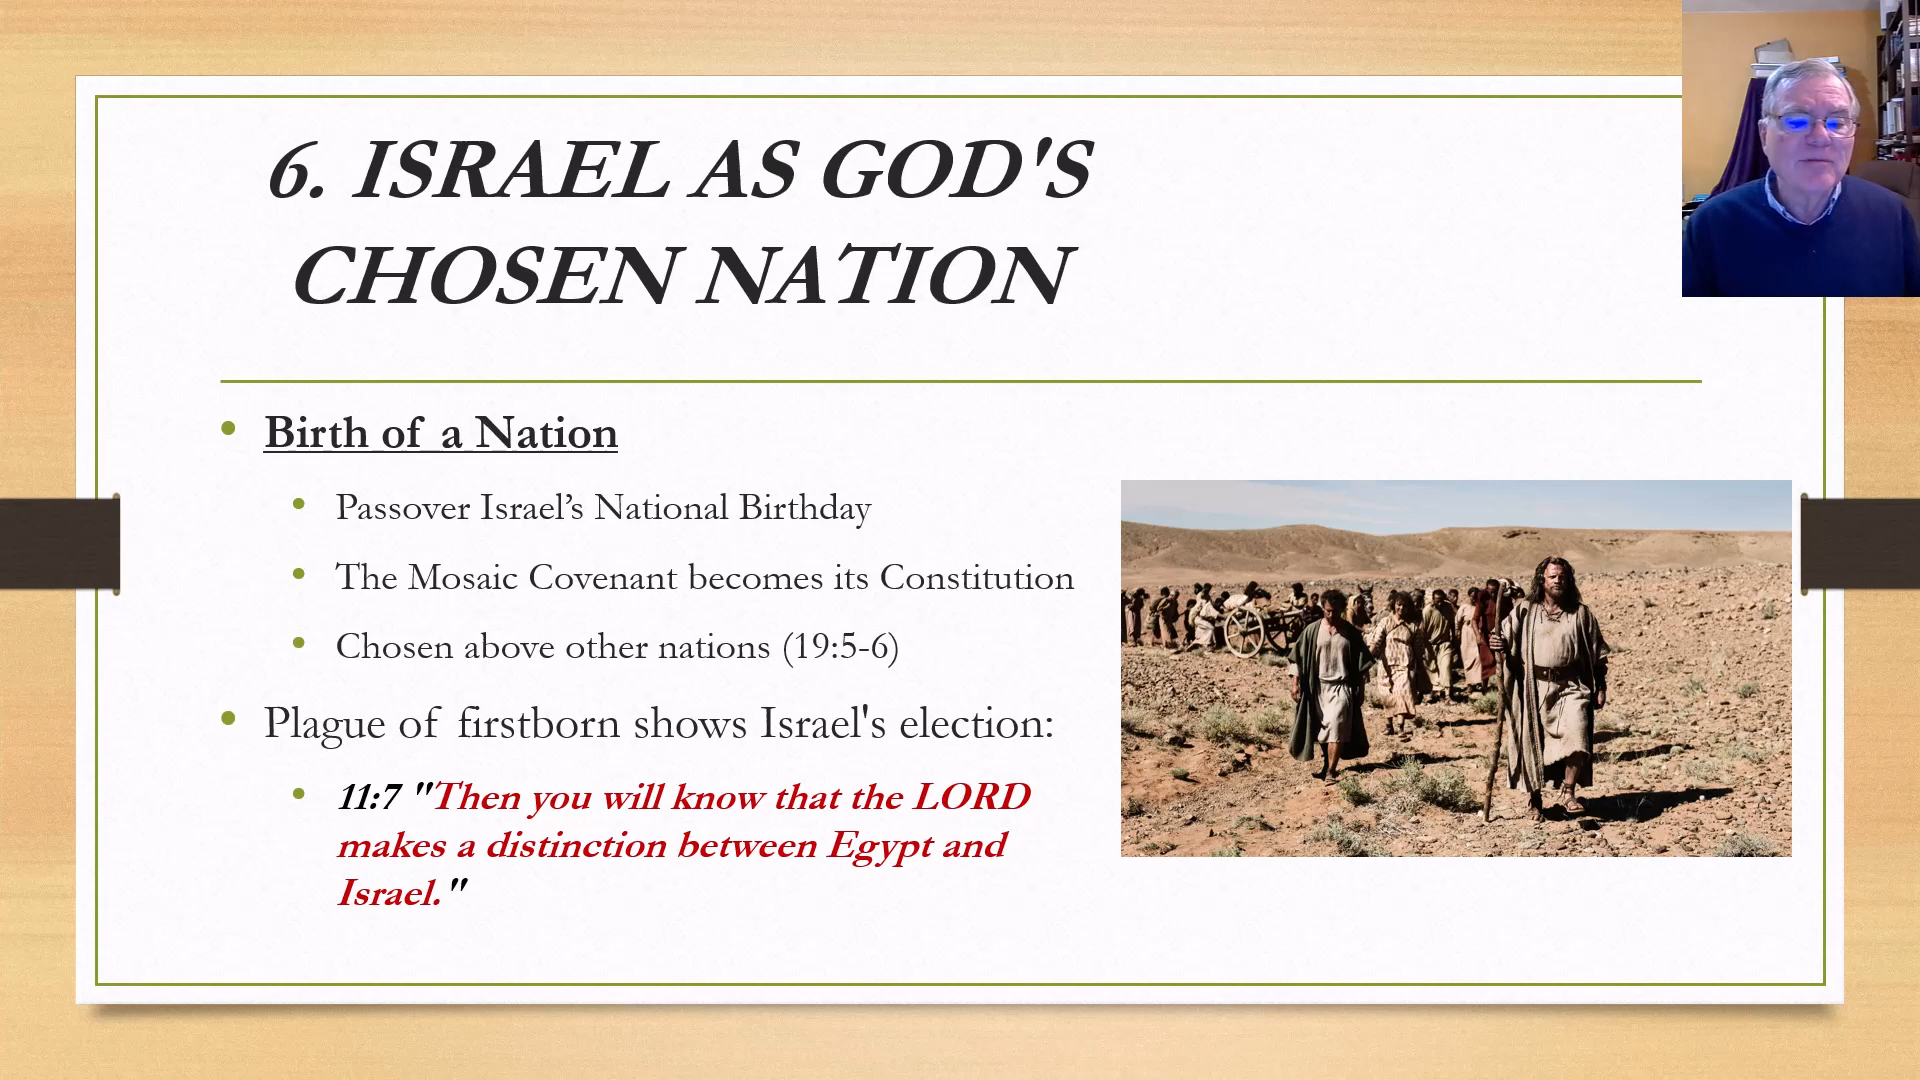 6. ISRAEL AS GOD'S
CHOSEN NATION
• Birth of a Nation
• Passover Israel’s National Birthday
• The Mosaic Covenant becomes its Constitution
• Chosen above other nations (19:5-6)
• Plague of firstborn shows Israel's election:
• 11:7 "Then you will know that the LORD
makes a distinction between Egypt and
Israel."